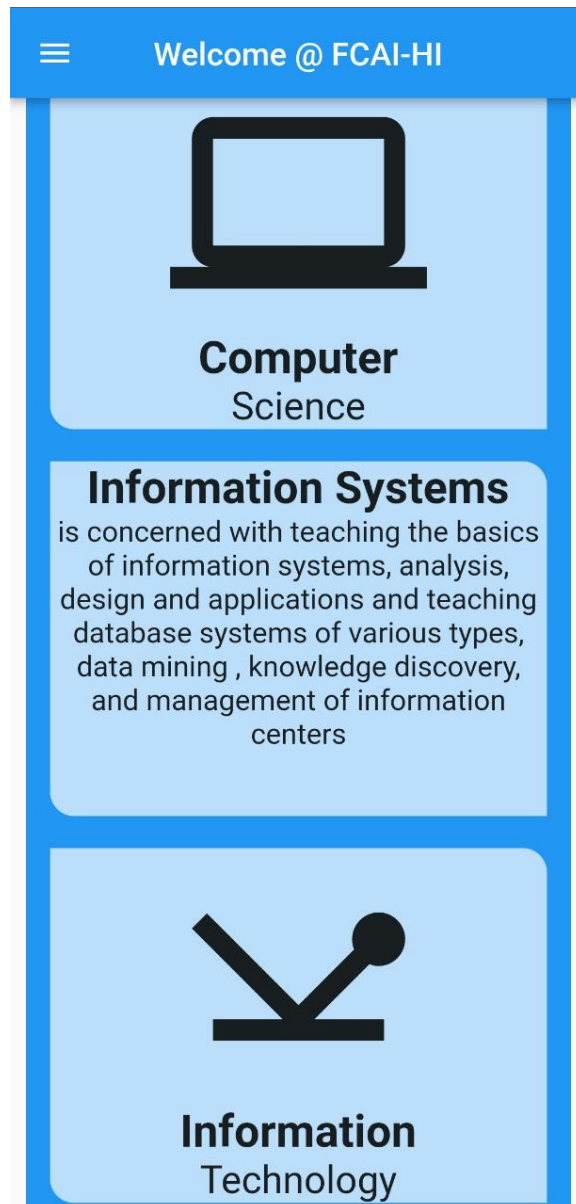 Welcome @ FCAI-HI
Computer
Science
Information Systems
is concerned with teaching the basics
of information systems, analysis,
design and applications and teaching
database systems of various types,
data mining , knowledge discovery,
and management of information
centers
Information
Technology